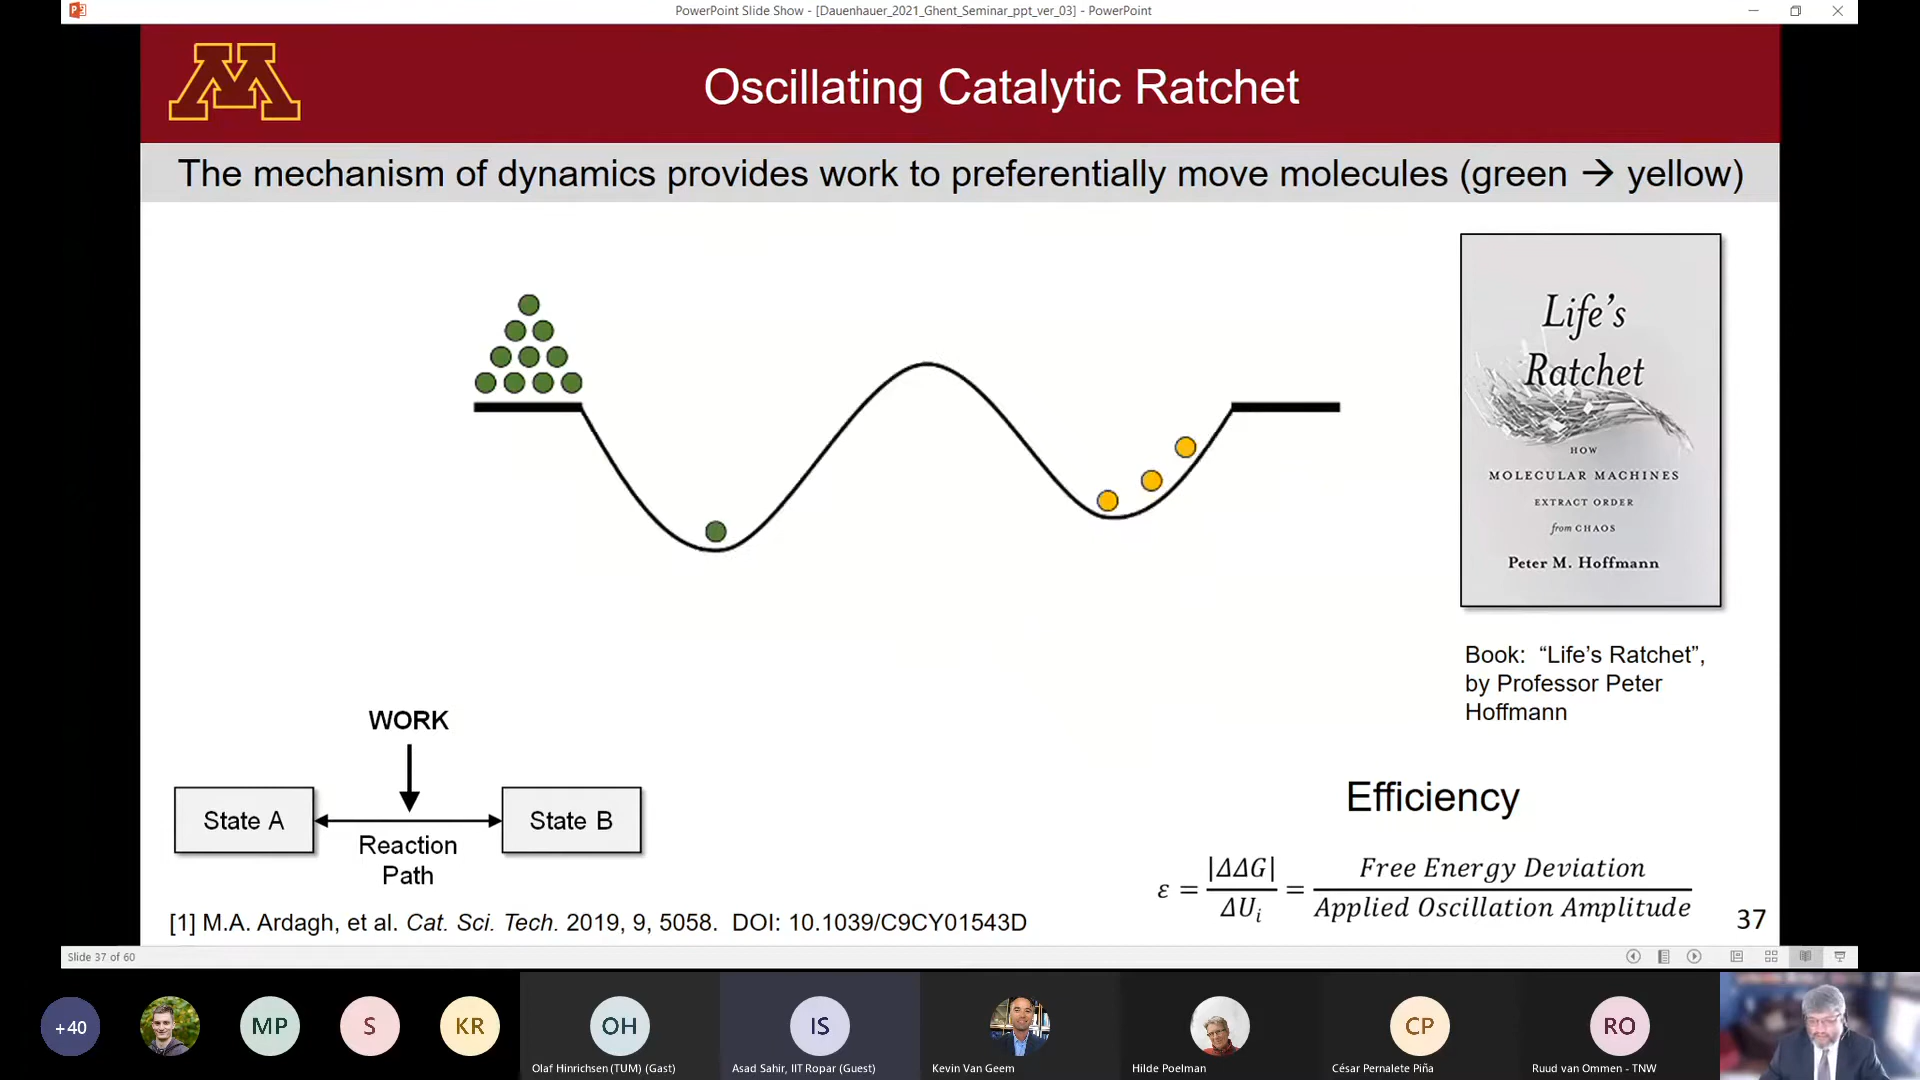 PowerPoint Slide Show - [Dauenhauer_2021_Ghent_Seminar_ppt_ver_03] - PowerPoint
M
Oscillating Catalytic Ratchet
The mechanism of dynamics provides work to preferentially move molecules (green → yellow)
Life's
Ratchet
HOW
MOLECULAR MACHINES
EXTRACT ORDER
from CHAOS
Peter M. Hoffmann
Book: “Life’s Ratchet”,
by Professor Peter
Hoffmann
WORK
State A
State B
Reaction
Path
Efficiency
ε = |ΔΔG| / ΔU_i = Free Energy Deviation / Applied Oscillation Amplitude
[1] M.A. Ardagh, et al. Cat. Sci. Tech. 2019, 9, 5058. DOI: 10.1039/C9CY01543D
37
Slide 37 of 60
+40
MP
S
KR
OH
IS
CP
RO
Olaf Hinrichsen (TUM) (Gast)
Asad Sahir, IIT Ropar (Guest)
Kevin Van Geem
Hilde Poelman
César Pernalete Piña
Ruud van Ommen - TNW